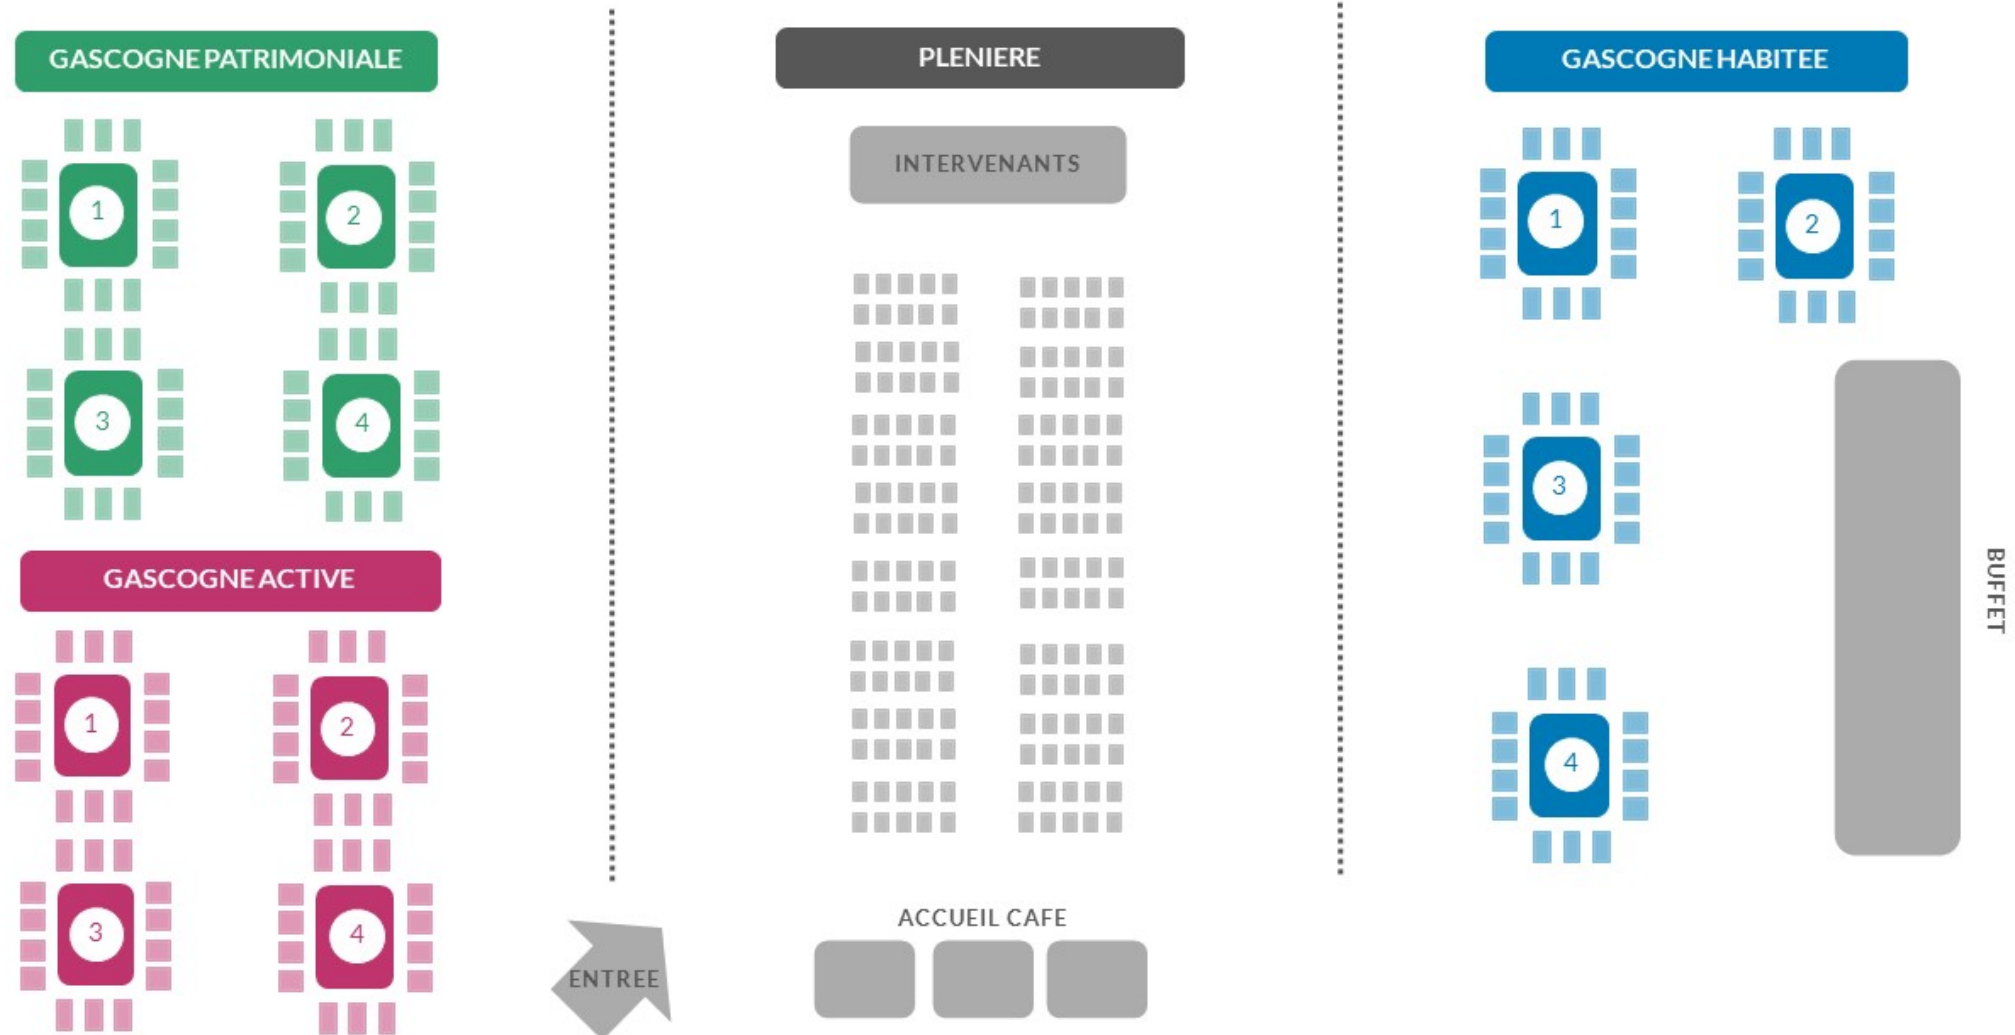 GASCOGNE PATRIMONIALE
1
2
3
4
GASCOGNE ACTIVE
1
2
3
4
PLENIERE
INTERVENANTS
ACCUEIL CAFE
ENTREE
GASCOGNE HABITEE
1
2
3
4
BUFFET